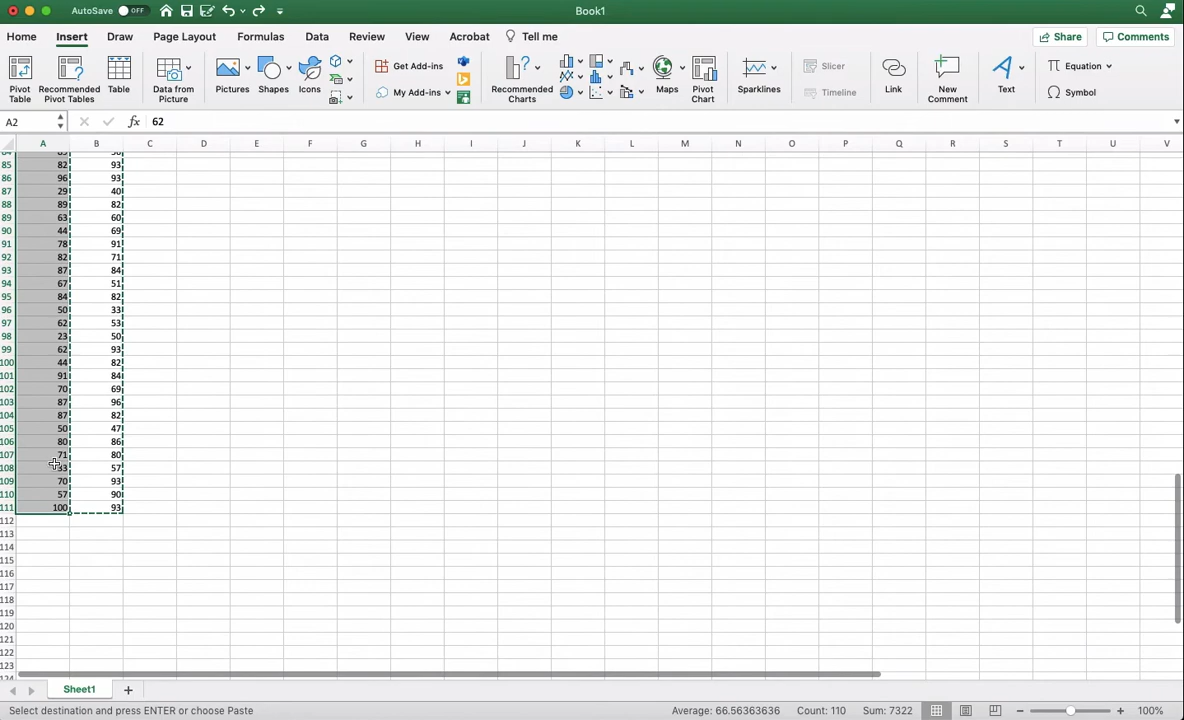 AutoSave OFF Book1
Home Insert Draw Page Layout Formulas Data Review View Acrobat Tell me Share Comments
Pivot Table Recommended Pivot Tables Table Data from Picture Pictures Shapes Icons Get Add-ins My Add-ins Recommended Charts Maps Pivot Chart Sparklines Slicer Timeline Link New Comment Text Equation Symbol
A2 fx 62
A B C D E F G H I J K L M N O P Q R S T U V
85 82 93
86 96 93
87 29 40
88 89 82
89 63 60
90 44 69
91 78 91
92 82 71
93 87 84
94 67 51
95 84 82
96 50 33
97 62 53
98 23 50
99 62 93
100 44 82
101 91 84
102 70 69
103 87 96
104 87 82
105 50 47
106 80 86
107 71 80
108 33 57
109 70 93
110 57 90
111 100 93
112
113
114
115
116
117
118
119
120
121
122
123
Sheet1
Select destination and press ENTER or choose Paste Average: 66.56363636 Count: 110 Sum: 7322 100%